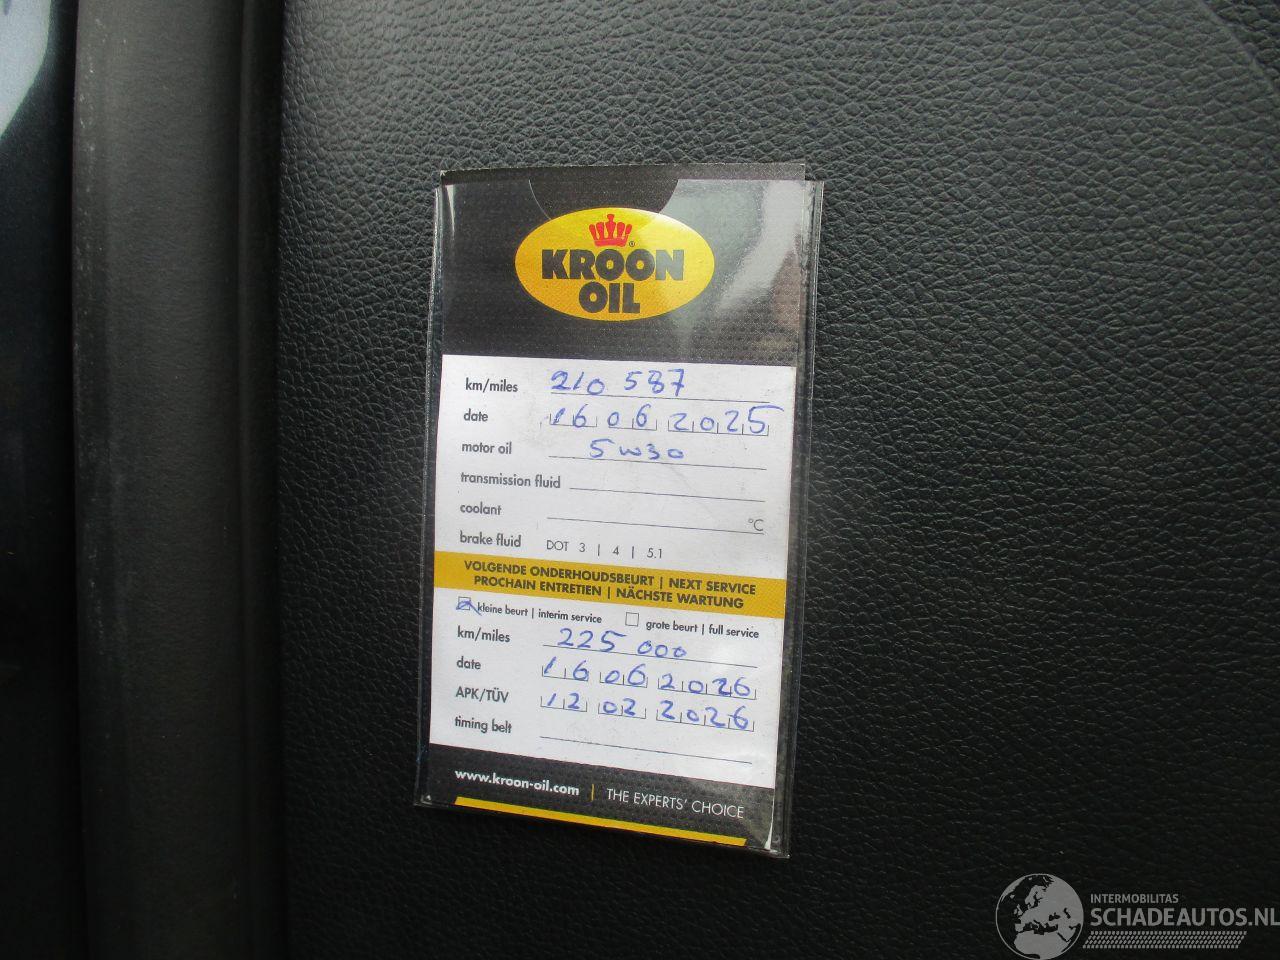 KROON
OIL
®
km/miles 210 587
date 16 06 2025
motor oil 5w30
transmission fluid
coolant °C
brake fluid DOT 3 | 4 | 5.1
VOLGENDE ONDERHOUDSBEURT | NEXT SERVICE
PROCHAIN ENTRETIEN | NÄCHSTE WARTUNG
kleine beurt | interim service grote beurt | full service
km/miles 225 000
date 16 06 2026
APK/TÜV 12 02 2026
timing belt
www.kroon-oil.com | THE EXPERTS' CHOICE
INTERMOBILITAS
SCHADEAUTOS.NL